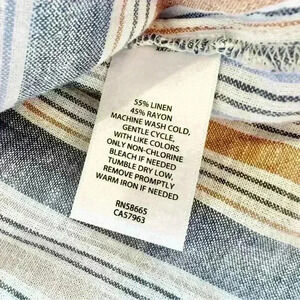 55% LINEN
45% RAYON
MACHINE WASH COLD,
GENTLE CYCLE,
WITH LIKE COLORS
ONLY NON-CHLORINE
BLEACH IF NEEDED
TUMBLE DRY LOW,
REMOVE PROMPTLY
WARM IRON IF NEEDED
RN58665
CA57963